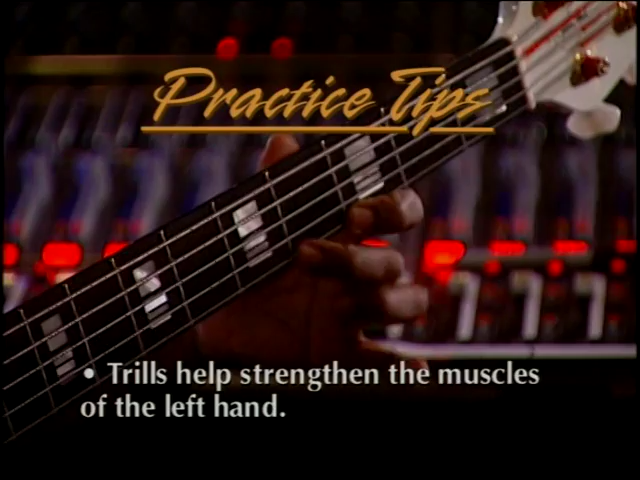 Practice Tips
• Trills help strengthen the muscles
of the left hand.